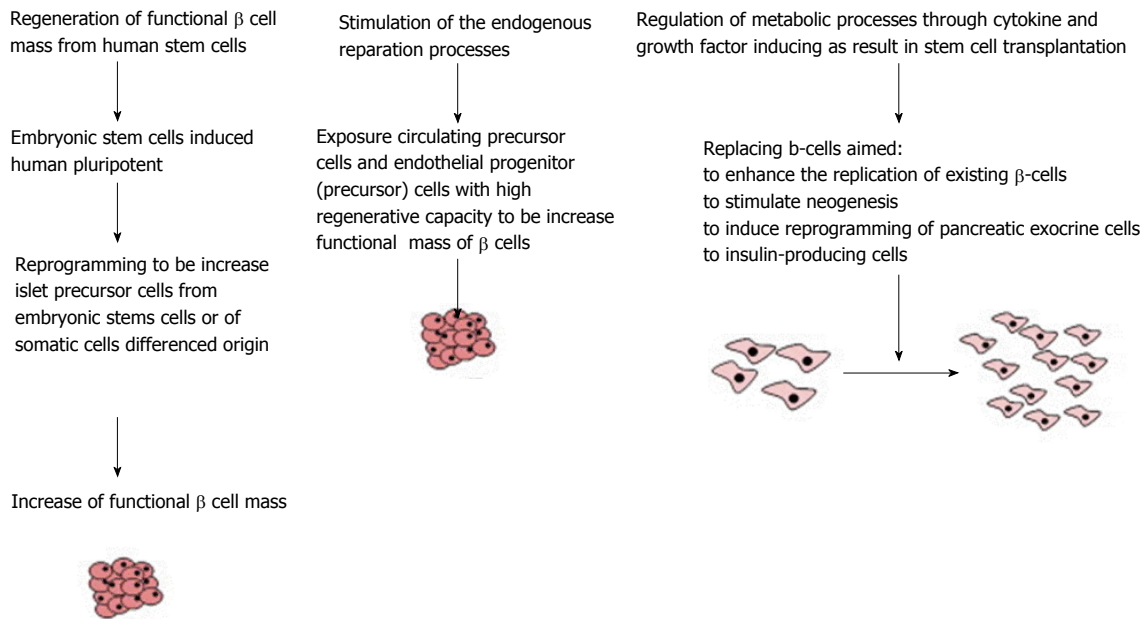 Regeneration of functional β cell
mass from human stem cells
Embryonic stem cells induced
human pluripotent
Reprogramming to be increase
islet precursor cells from
embryonic stems cells or of
somatic cells differenced origin
Increase of functional β cell mass
Stimulation of the endogenous
reparation processes
Exposure circulating precursor
cells and endothelial progenitor
(precursor) cells with high
regenerative capacity to be increase
functional mass of β cells
Regulation of metabolic processes through cytokine and
growth factor inducing as result in stem cell transplantation
Replacing b-cells aimed:
to enhance the replication of existing β-cells
to stimulate neogenesis
to induce reprogramming of pancreatic exocrine cells
to insulin-producing cells